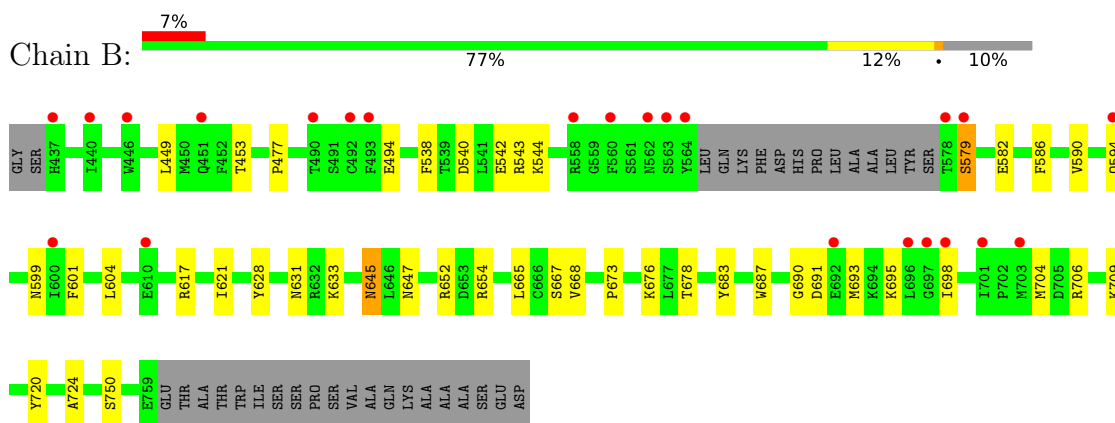 7%
Chain B:
77% 12% • 10%
GLY SER H437 I440 W446 L449 M450 Q451 F452 T453 P477 T490 S491 C492 F493 E494 F538 T539 D540 L541 E542 R543 K544 R558 G559 F560 S561 N562 S563 Y564 LEU GLN LYS PHE ASP HIS PRO LEU ALA ALA LEU TYR SER T578 S579 E582 F586 V590 Q594
N599 I600 F601 L604 E610 R617 I621 Y628 N631 R632 K633 N645 L646 N647 R652 D653 R654 L665 C666 S667 V668 P673 K676 L677 T678 Y683 W687 G690 D691 E692 M693 K694 K695 L696 G697 I698 I701 P702 M703 M704 D705 R706 K709
Y720 A724 S750 E759 GLU THR ALA THR TRP ILE SER SER PRO SER VAL ALA GLN LYS ALA ALA ALA SER GLU ASP